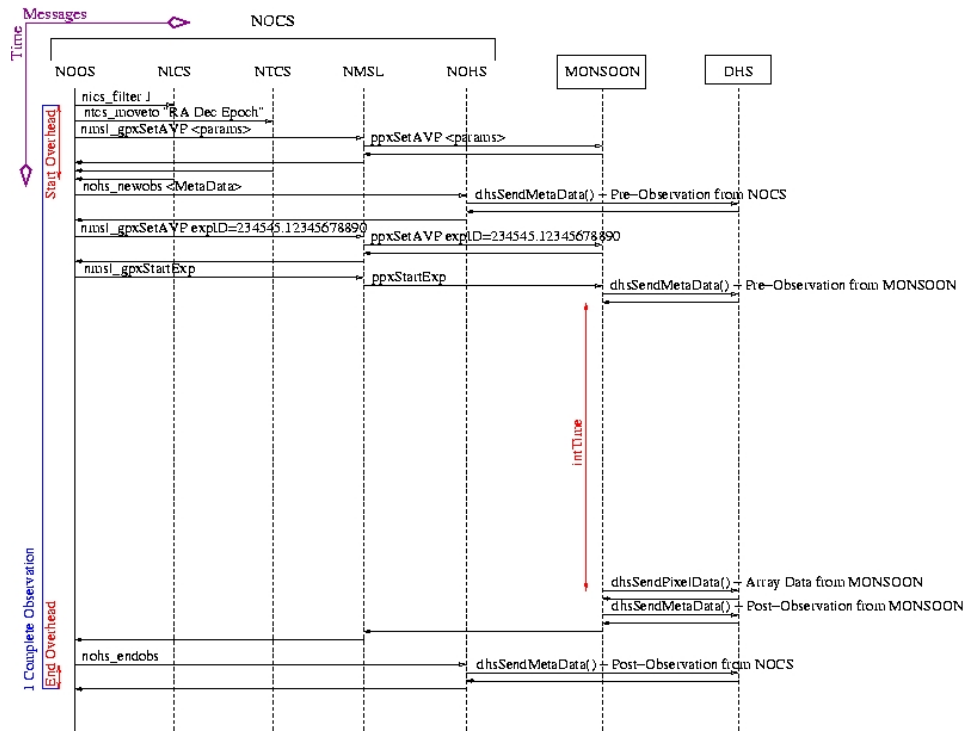 Messages
Time
NOCS
NOOS NICS NTCS NMSL NOHS MONSOON DHS
nics_filter J
ntcs_moveto "RA Dec Epoch"
nmsl_gpxSetAVP <params>
ppxSetAVP <params>
Start Overhead
nohs_newobs <MetaData>
dhsSendMetaData() – Pre–Observation from NOCS
nmsl_gpxSetAVP expID=234545.12345678890
ppxSetAVP expID=234545.12345678890
nmsl_gpxStartExp
ppxStartExp
dhsSendMetaData() – Pre–Observation from MONSOON
intTime
dhsSendPixelData() – Array Data from MONSOON
dhsSendMetaData() – Post–Observation from MONSOON
1 Complete Observation
End Overhead
nohs_endobs
dhsSendMetaData() – Post–Observation from NOCS